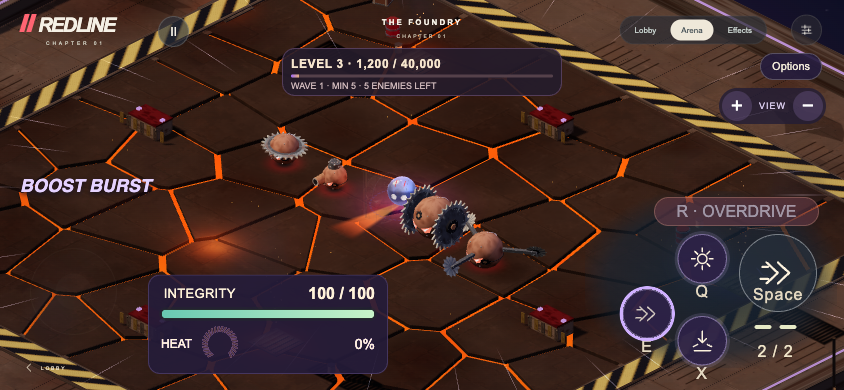 REDLINE
CHAPTER 01
THE FOUNDRY
CHAPTER 01
Lobby
Arena
Effects
LEVEL 3 · 1,200 / 40,000
WAVE 1 · MIN 5 · 5 ENEMIES LEFT
Options
+ VIEW −
BOOST BURST
R · OVERDRIVE
Q
Space
E
2 / 2
X
INTEGRITY 100 / 100
HEAT 0%
LOBBY